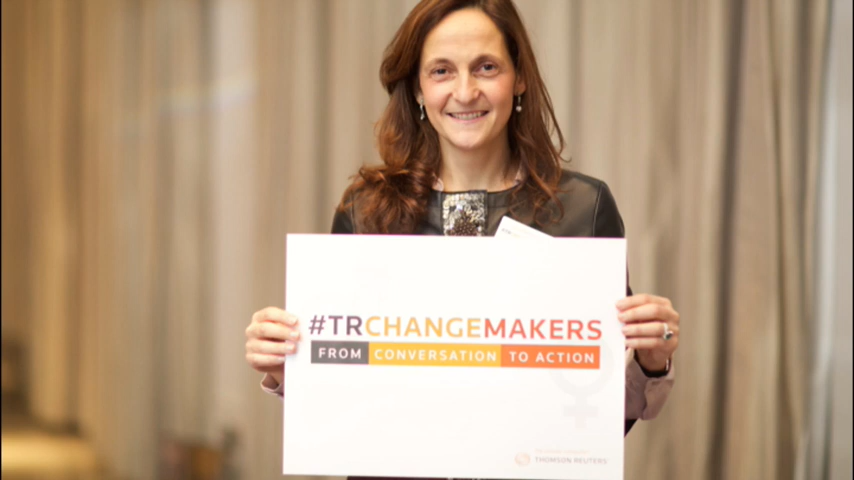 #TRCHANGEMAKERS
FROM CONVERSATION TO ACTION
THOMSON REUTERS